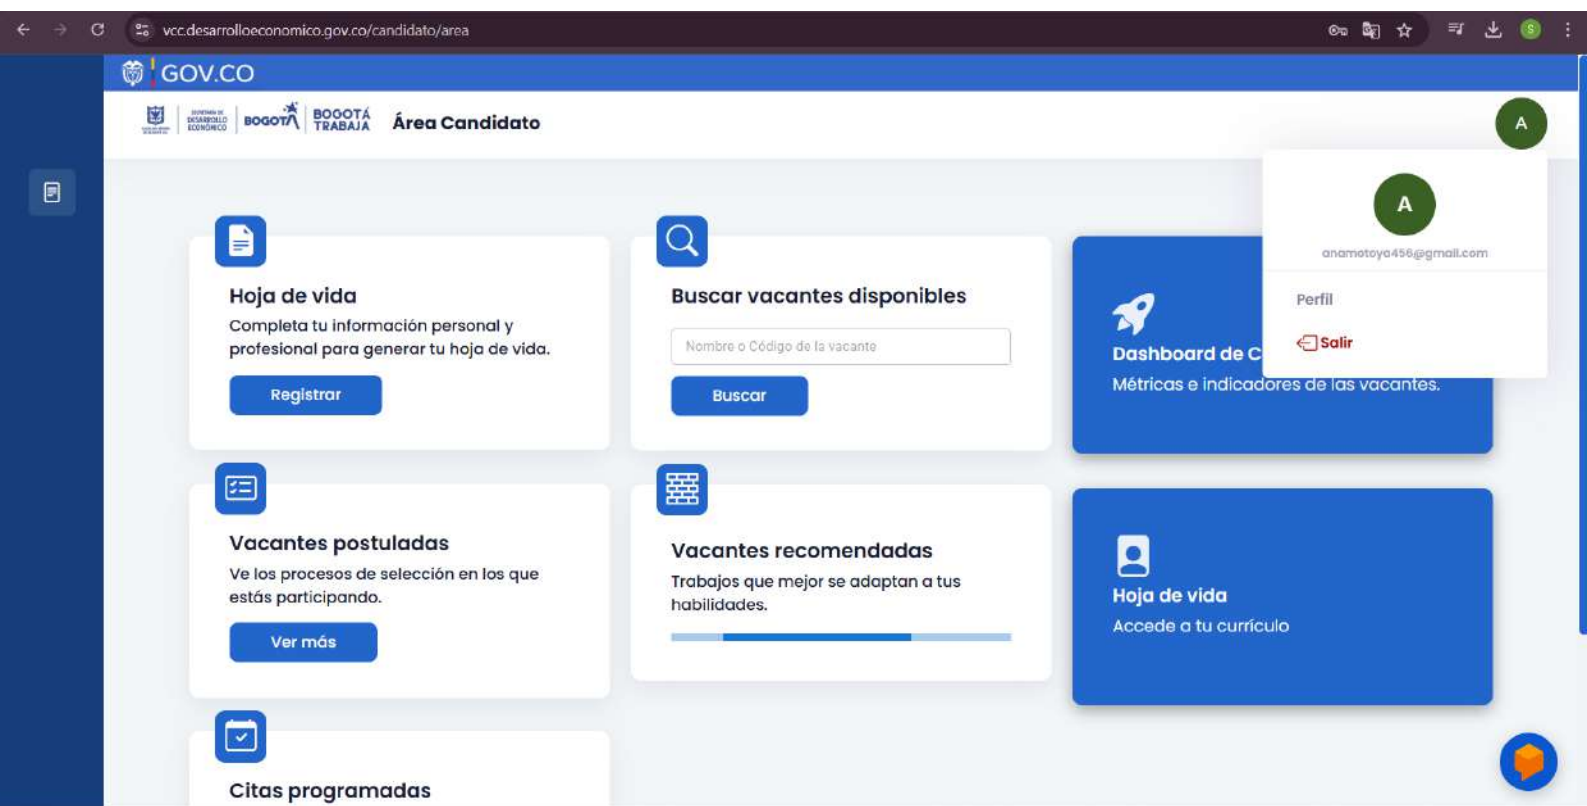 vcc.desarrolloeconomico.gov.co/candidato/area
S
GOV.CO
SECRETARÍA DE
DESARROLLO
ECONÓMICO
BOGOTÁ
BOGOTÁ
TRABAJA
Área Candidato
A
A
anamotoya456@gmail.com
Perfil
Salir
Hoja de vida
Completa tu información personal y
profesional para generar tu hoja de vida.
Registrar
Buscar vacantes disponibles
Nombre o Código de la vacante
Buscar
Dashboard de C
Métricas e indicadores de las vacantes.
Vacantes postuladas
Ve los procesos de selección en los que
estás participando.
Ver más
Vacantes recomendadas
Trabajos que mejor se adaptan a tus
habilidades.
Hoja de vida
Accede a tu currículo
Citas programadas